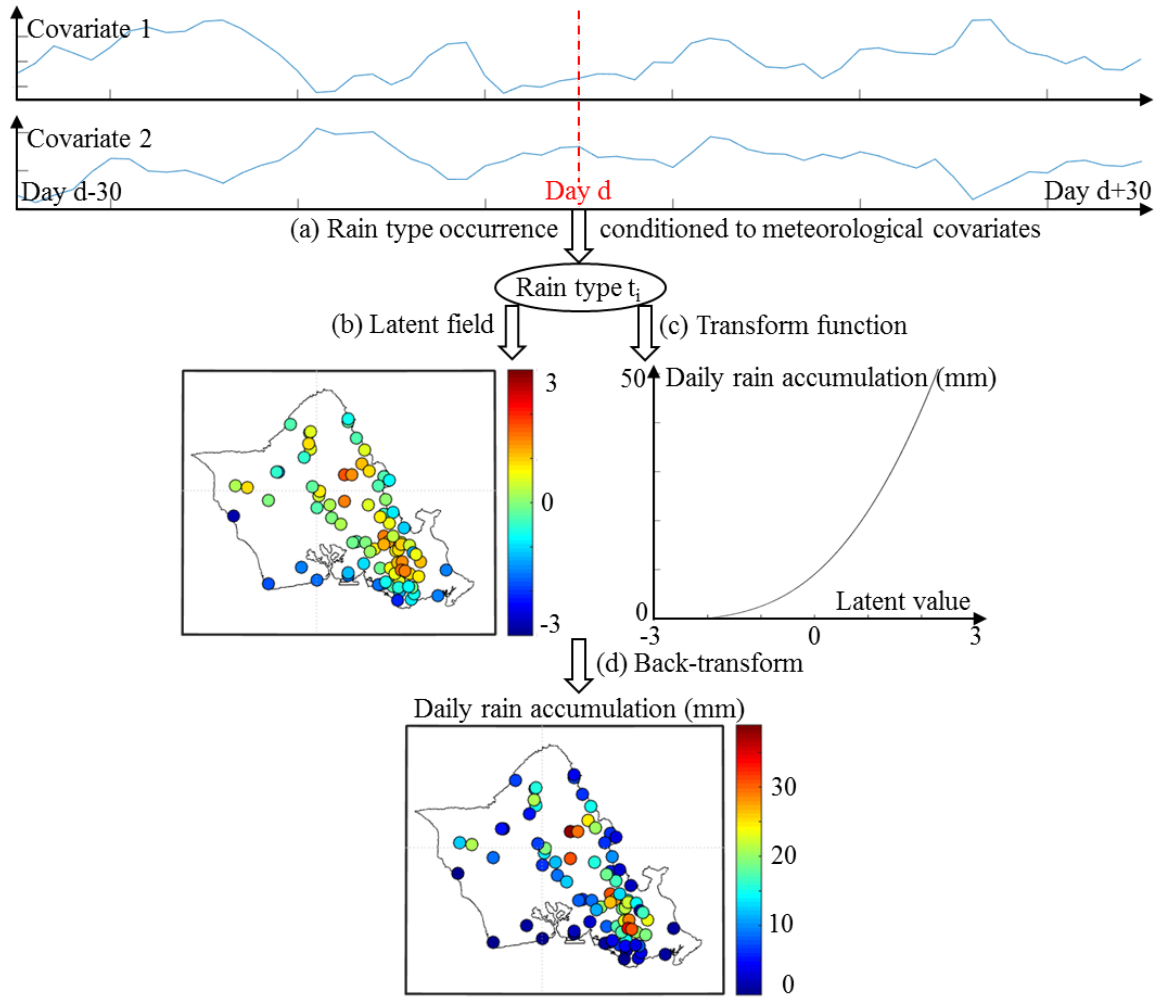 Covariate 1
Covariate 2
Day d-30
Day d
Day d+30
(a) Rain type occurrence conditioned to meteorological covariates
Rain type ti
(b) Latent field
(c) Transform function
3
0
-3
50
Daily rain accumulation (mm)
0
Latent value
-3
0
3
(d) Back-transform
Daily rain accumulation (mm)
30
20
10
0